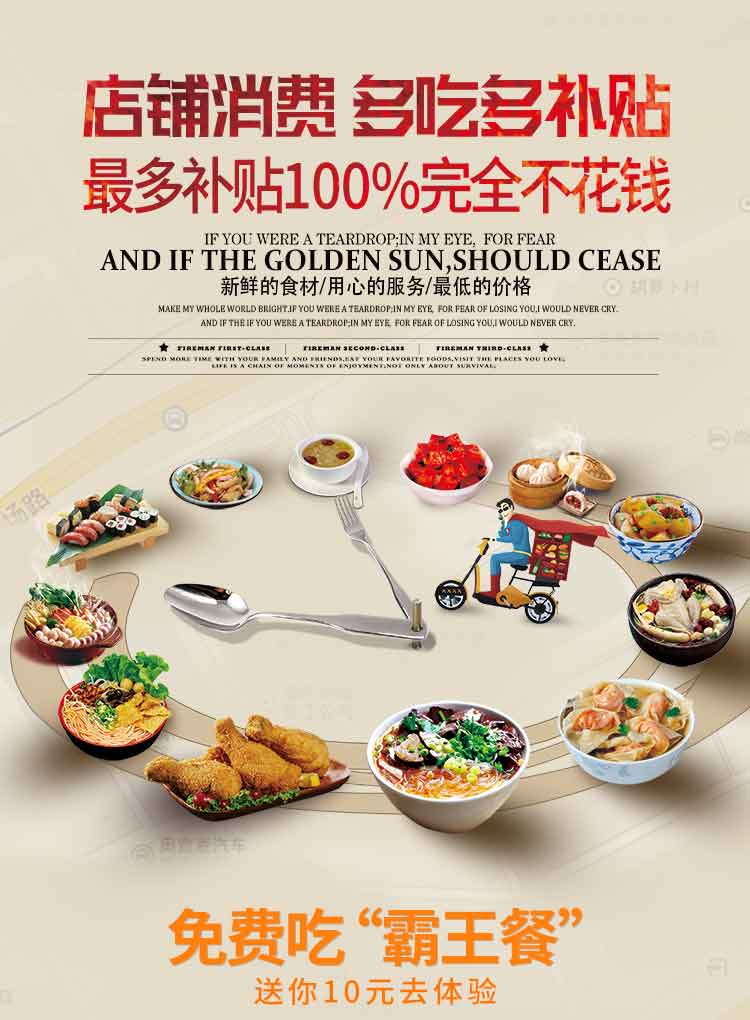 店铺消费 多吃多补贴
最多补贴100%完全不花钱
IF YOU WERE A TEARDROP;IN MY EYE, FOR FEAR
AND IF THE GOLDEN SUN,SHOULD CEASE
新鲜的食材/用心的服务/最低的价格
MAKE MY WHOLE WORLD BRIGHT.IF YOU WERE A TEARDROP;IN MY EYE, FOR FEAR OF LOSING YOU,I WOULD NEVER CRY.
AND IF THE IF YOU WERE A TEARDROP;IN MY EYE, FOR FEAR OF LOSING YOU,I WOULD NEVER CRY.
FIREMAN FIRST-CLASS | FIREMAN SECOND-CLASS | FIREMAN THIRD-CLASS
SPEND MORE TIME WITH YOUR FAMILY AND FRIENDS,EAT YOUR FAVORITE FOODS,VISIT THE PLACES YOU LOVE;
LIFE IS A CHAIN OF MOMENTS OF ENJOYMENT;NOT ONLY ABOUT SURVIVAL;
场路
XXXX
免费吃“霸王餐”
送你10元去体验